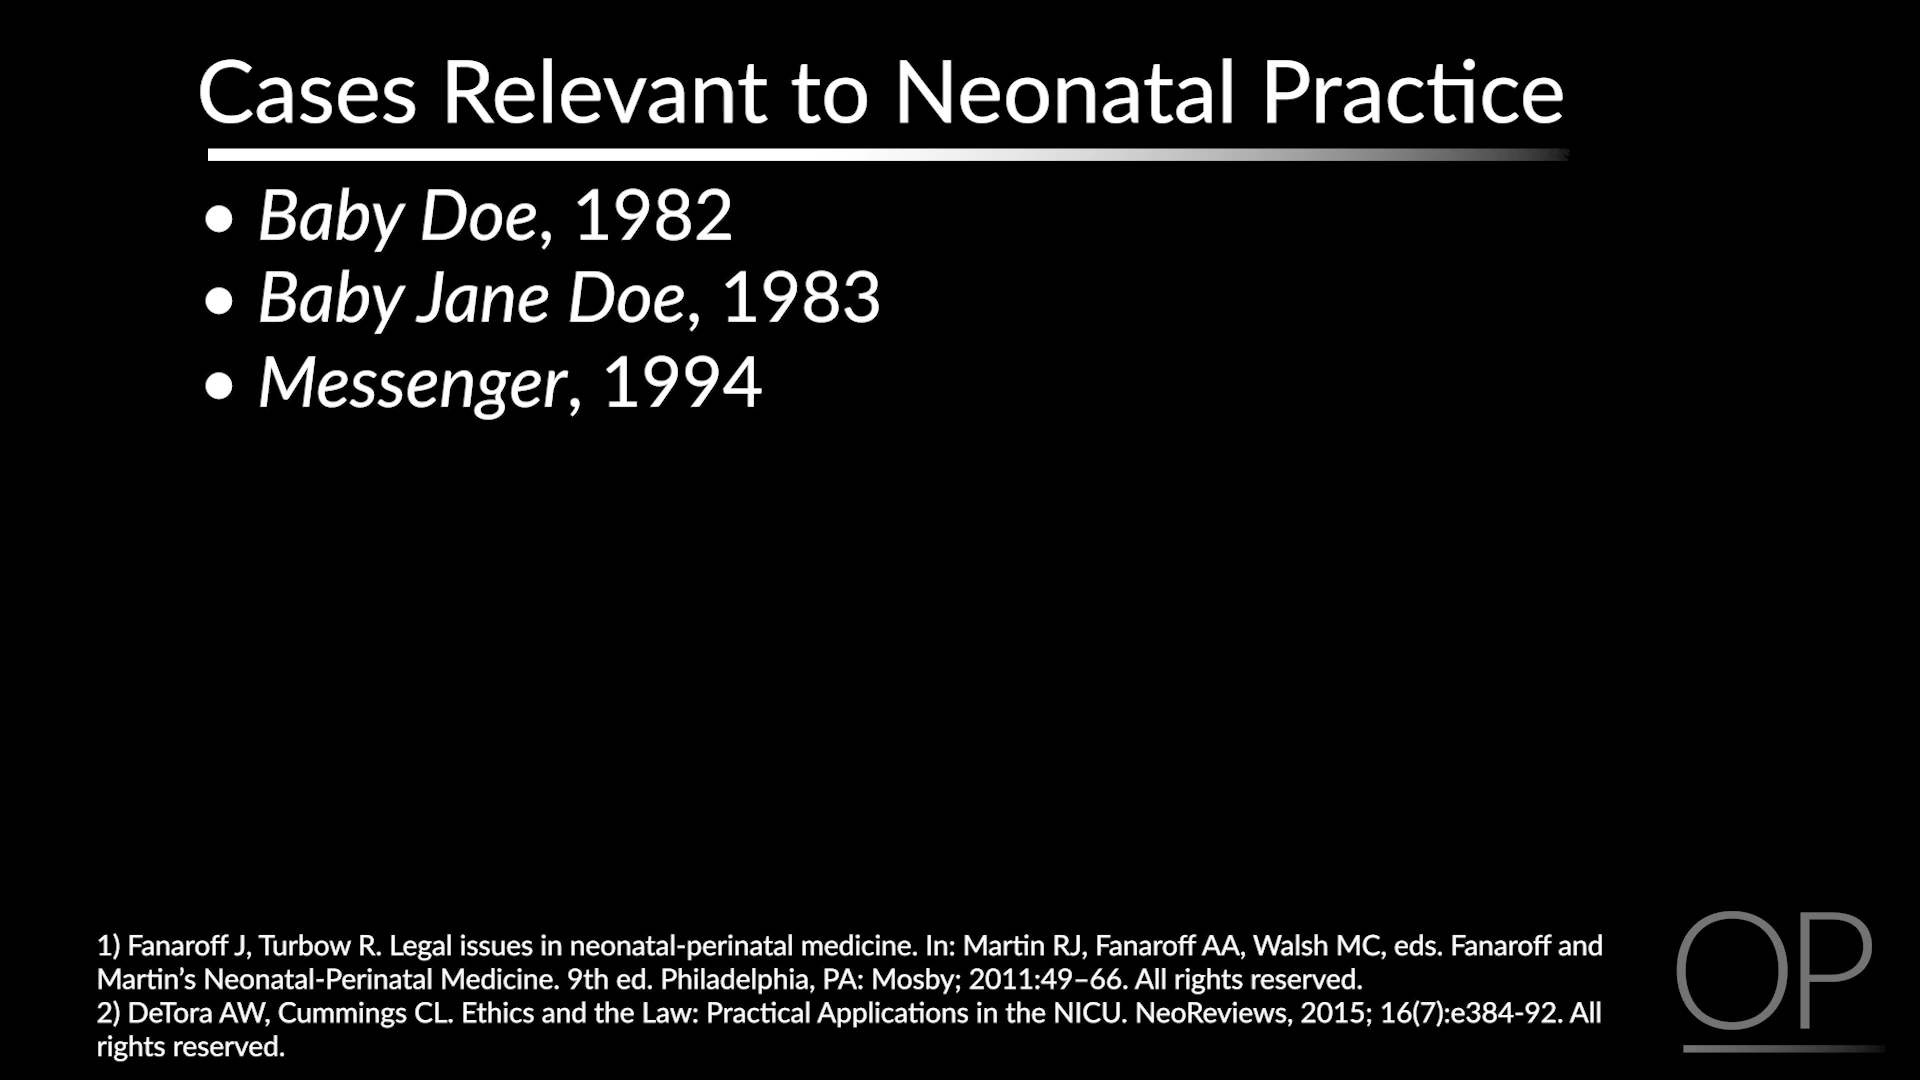 Cases Relevant to Neonatal Practice
• Baby Doe, 1982
• Baby Jane Doe, 1983
• Messenger, 1994
1) Fanaroff J, Turbow R. Legal issues in neonatal-perinatal medicine. In: Martin RJ, Fanaroff AA, Walsh MC, eds. Fanaroff and
Martin’s Neonatal-Perinatal Medicine. 9th ed. Philadelphia, PA: Mosby; 2011:49–66. All rights reserved.
2) DeTora AW, Cummings CL. Ethics and the Law: Practical Applications in the NICU. NeoReviews, 2015; 16(7):e384-92. All
rights reserved.
OP